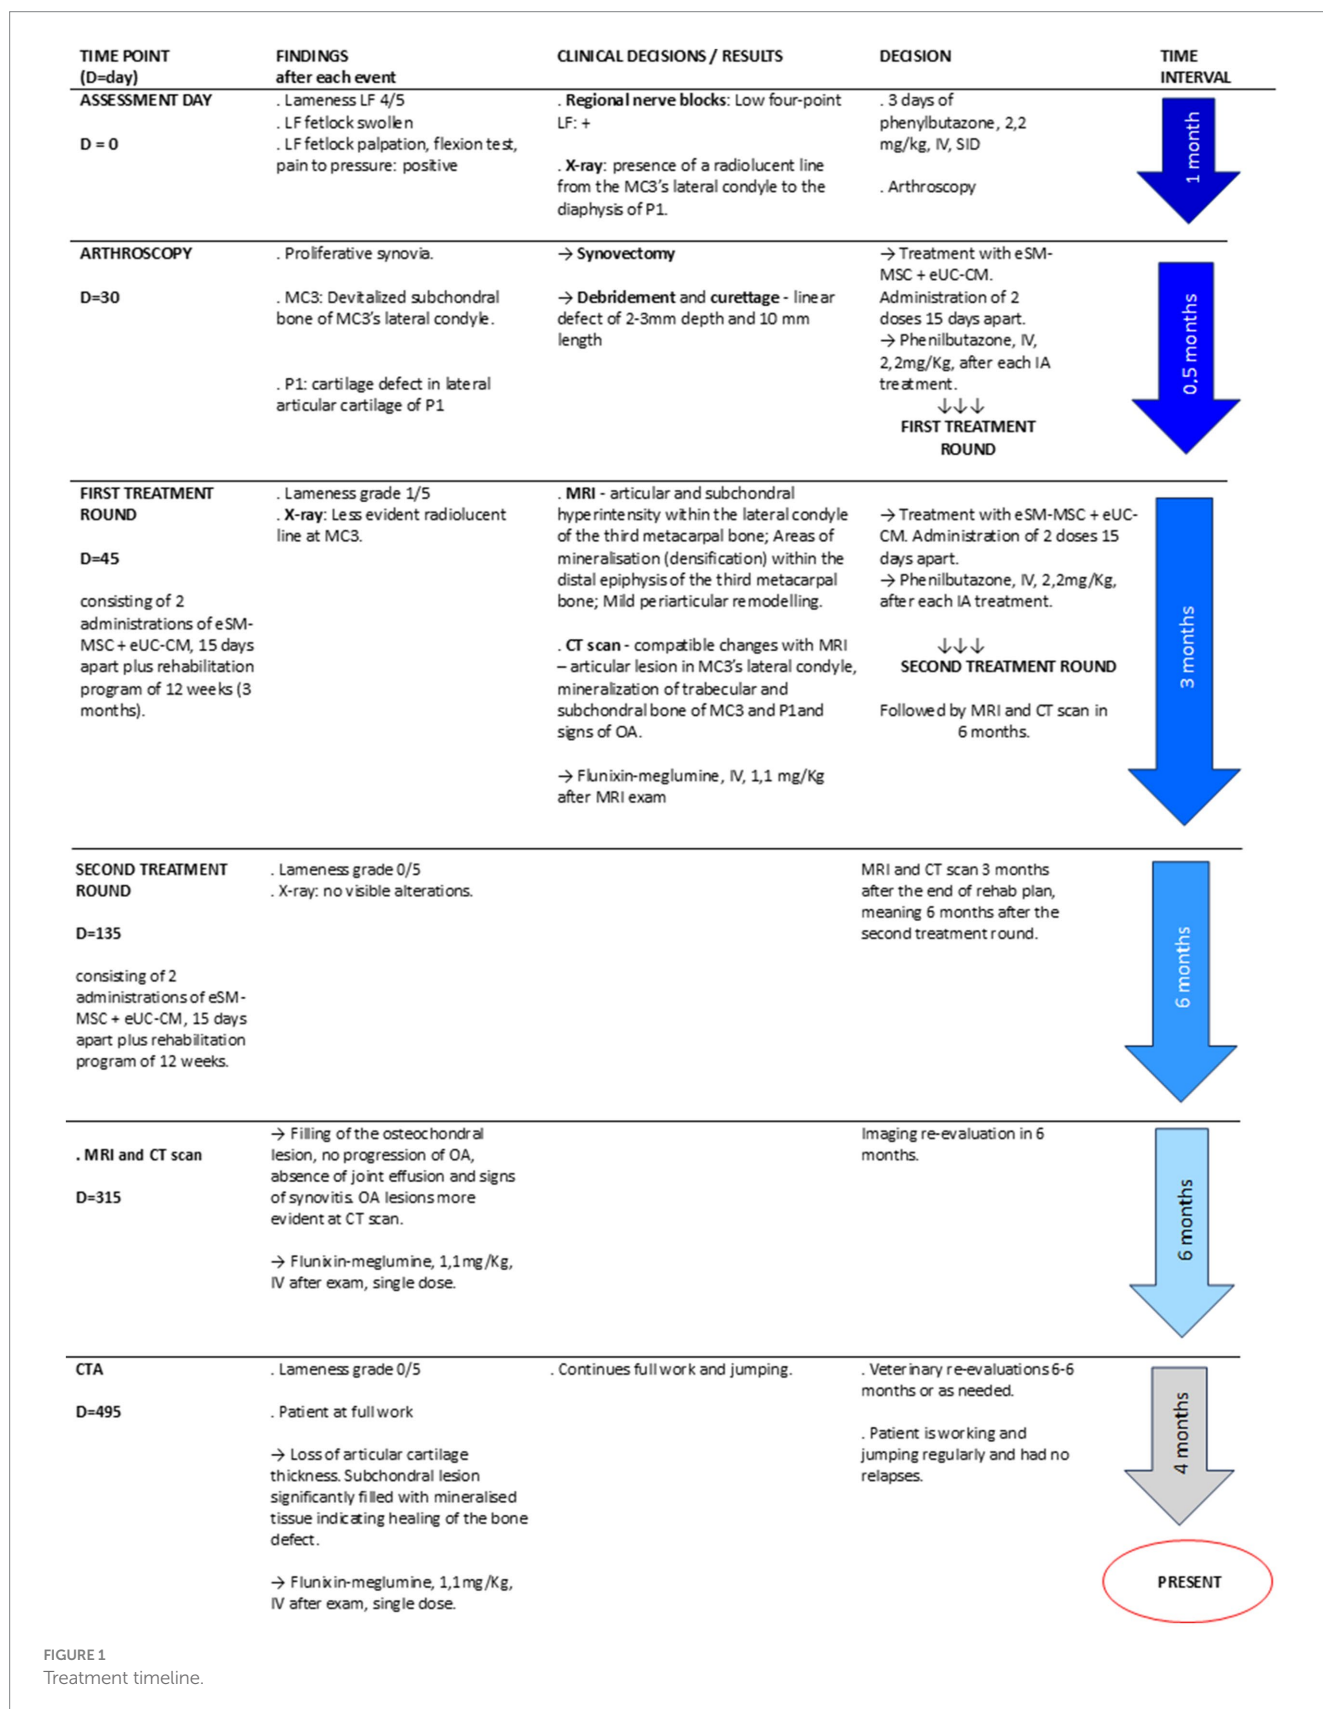 TIME POINT
(D=day)
FINDINGS
after each event
CLINICAL DECISIONS / RESULTS
DECISION
TIME
INTERVAL
ASSESSMENT DAY
D = 0
. Lameness LF 4/5
. LF fetlock swollen
. LF fetlock palpation, flexion test,
pain to pressure: positive
. Regional nerve blocks: Low four-point
LF: +
. X-ray: presence of a radiolucent line
from the MC3's lateral condyle to the
diaphysis of P1.
. 3 days of
phenylbutazone, 2,2
mg/kg, IV, SID
. Arthroscopy
1 month
ARTHROSCOPY
D=30
. Proliferative synovia.
. MC3: Devitalized subchondral
bone of MC3's lateral condyle.
. P1: cartilage defect in lateral
articular cartilage of P1
→ Synovectomy
→ Debridement and curettage - linear
defect of 2-3mm depth and 10 mm
length
→ Treatment with eSM-
MSC + eUC-CM.
Administration of 2
doses 15 days apart.
→ Phenilbutazone, IV,
2,2mg/Kg, after each IA
treatment.
↓↓↓
FIRST TREATMENT
ROUND
0,5 months
FIRST TREATMENT
ROUND
D=45
consisting of 2
administrations of eSM-
MSC + eUC-CM, 15 days
apart plus rehabilitation
program of 12 weeks (3
months).
. Lameness grade 1/5
. X-ray: Less evident radiolucent
line at MC3.
. MRI - articular and subchondral
hyperintensity within the lateral condyle
of the third metacarpal bone; Areas of
mineralisation (densification) within the
distal epiphysis of the third metacarpal
bone; Mild periarticular remodelling.
. CT scan - compatible changes with MRI
– articular lesion in MC3's lateral condyle,
mineralization of trabecular and
subchondral bone of MC3 and P1and
signs of OA.
→ Flunixin-meglumine, IV, 1,1 mg/Kg
after MRI exam
→ Treatment with eSM-MSC + eUC-
CM. Administration of 2 doses 15
days apart.
→ Phenilbutazone, IV, 2,2mg/Kg,
after each IA treatment.
↓↓↓
SECOND TREATMENT ROUND
Followed by MRI and CT scan in
6 months.
3 months
SECOND TREATMENT
ROUND
D=135
consisting of 2
administrations of eSM-
MSC + eUC-CM, 15 days
apart plus rehabilitation
program of 12 weeks.
. Lameness grade 0/5
. X-ray: no visible alterations.
MRI and CT scan 3 months
after the end of rehab plan,
meaning 6 months after the
second treatment round.
6 months
. MRI and CT scan
D=315
→ Filling of the osteochondral
lesion, no progression of OA,
absence of joint effusion and signs
of synovitis. OA lesions more
evident at CT scan.
→ Flunixin-meglumine, 1,1mg/Kg,
IV after exam, single dose.
Imaging re-evaluation in 6
months.
6 months
CTA
D=495
. Lameness grade 0/5
. Patient at full work
→ Loss of articular cartilage
thickness. Subchondral lesion
significantly filled with mineralised
tissue indicating healing of the bone
defect.
→ Flunixin-meglumine, 1,1mg/Kg,
IV after exam, single dose.
. Continues full work and jumping.
. Veterinary re-evaluations 6-6
months or as needed.
. Patient is working and
jumping regularly and had no
relapses.
4 months
PRESENT
FIGURE 1
Treatment timeline.